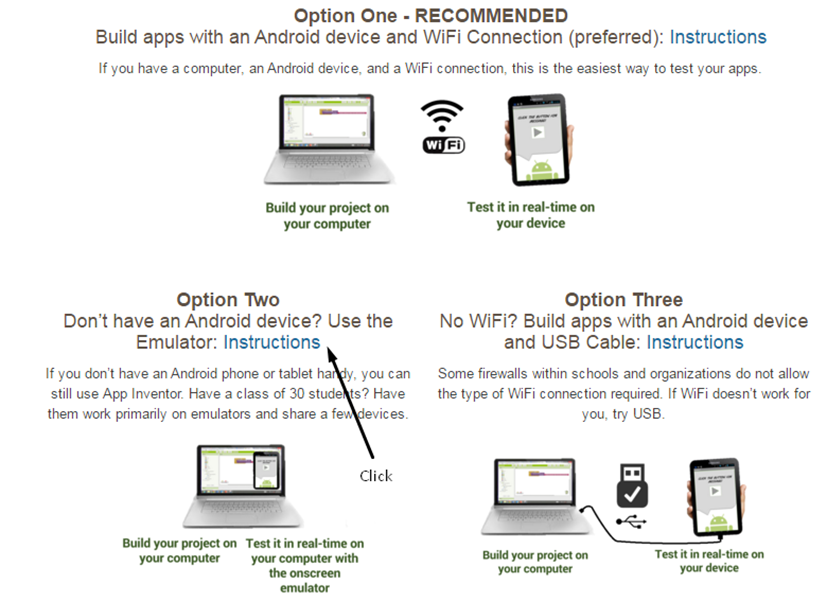 Option One - RECOMMENDED
Build apps with an Android device and WiFi Connection (preferred): Instructions
If you have a computer, an Android device, and a WiFi connection, this is the easiest way to test your apps.
WiFi
CLICK THE BUTTON FOR
Build your project on
your computer
Test it in real-time on
your device
Option Two
Don't have an Android device? Use the
Emulator: Instructions
If you don't have an Android phone or tablet handy, you can
still use App Inventor. Have a class of 30 students? Have
them work primarily on emulators and share a few devices.
Click
Build your project on
your computer
Test it in real-time on
your computer with
the onscreen
emulator
Option Three
No WiFi? Build apps with an Android device
and USB Cable: Instructions
Some firewalls within schools and organizations do not allow
the type of WiFi connection required. If WiFi doesn't work for
you, try USB.
Build your project on
your computer
Test it in real-time on
your device